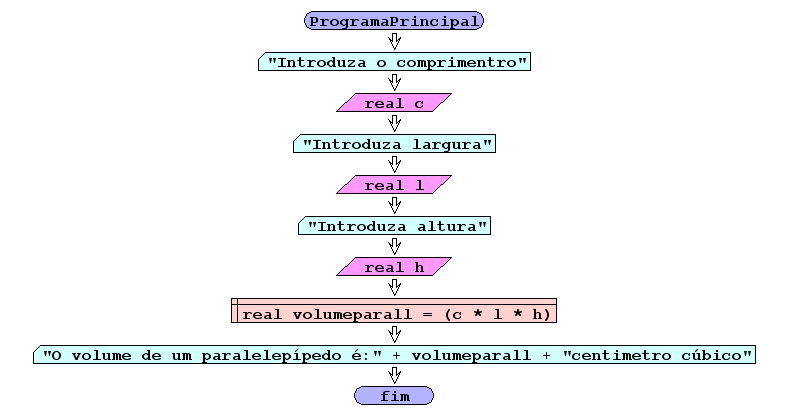 ProgramaPrincipal
"Introduza o comprimentro"
real c
"Introduza largura"
real l
"Introduza altura"
real h
real volumeparall = (c * l * h)
"O volume de um paralelepípedo é:" + volumeparall + "centimetro cúbico"
fim